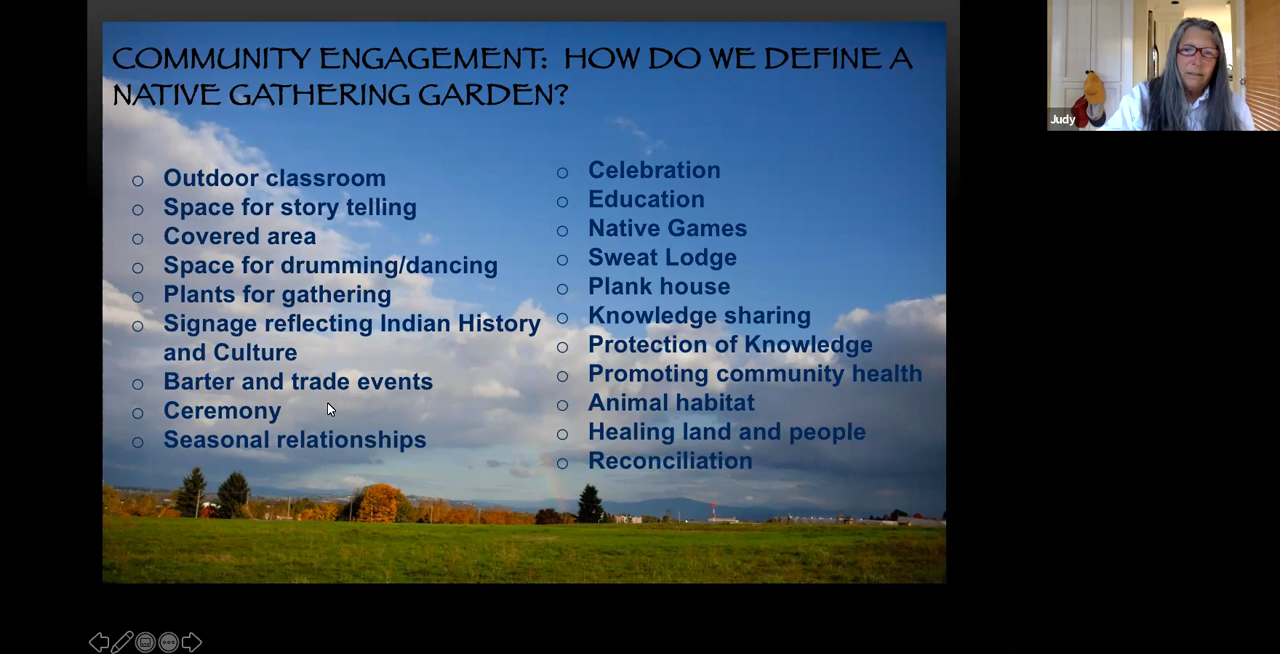 COMMUNITY ENGAGEMENT: HOW DO WE DEFINE A
NATIVE GATHERING GARDEN?
Outdoor classroom
Space for story telling
Covered area
Space for drumming/dancing
Plants for gathering
Signage reflecting Indian History
and Culture
Barter and trade events
Ceremony
Seasonal relationships
Celebration
Education
Native Games
Sweat Lodge
Plank house
Knowledge sharing
Protection of Knowledge
Promoting community health
Animal habitat
Healing land and people
Reconciliation
Judy